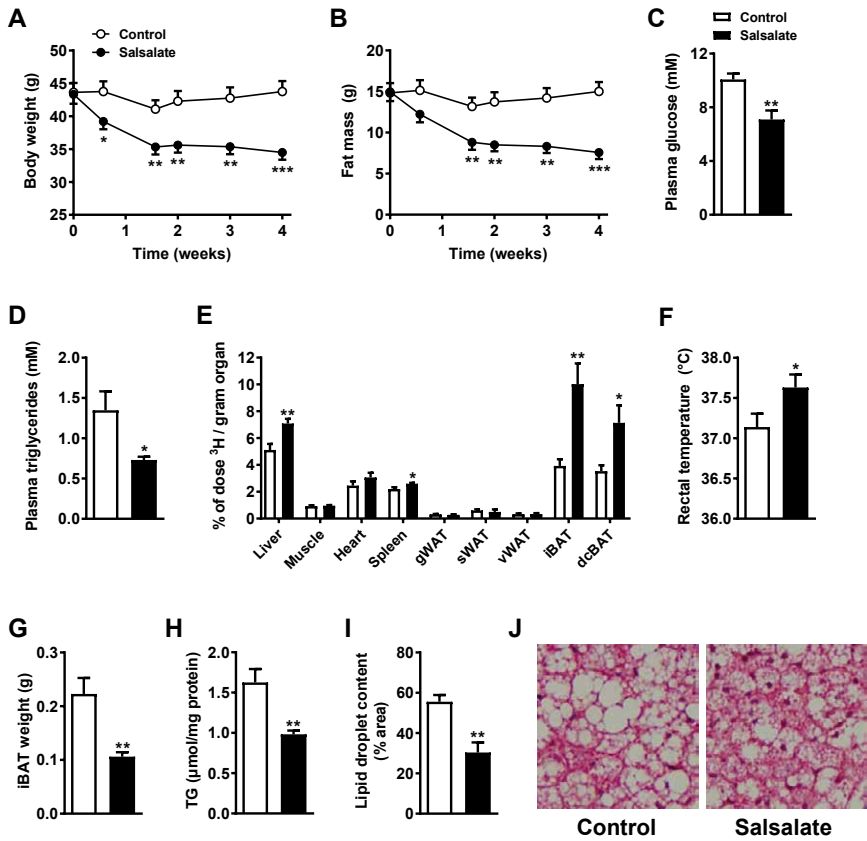 A
Control
Salsalate
Body weight (g)
45
40
35
30
25
0
1
2
3
4
*
**
**
**
***
Time (weeks)
B
Fat mass (g)
20
15
10
5
0
0
1
2
3
4
**
**
**
***
Time (weeks)
C
Control
Salsalate
Plasma glucose (mM)
12
9
6
3
0
**
D
Plasma triglycerides (mM)
2.0
1.5
1.0
0.5
0.0
*
E
% of dose ³H / gram organ
12
10
8
6
4
2
0
**
*
**
*
Liver
Muscle
Heart
Spleen
gWAT
sWAT
vWAT
iBAT
dcBAT
F
Rectal temperature (°C)
38.0
37.5
37.0
36.5
36.0
*
G
iBAT weight (g)
0.3
0.2
0.1
0.0
**
H
TG (μmol/mg protein)
2.0
1.5
1.0
0.5
0.0
**
I
Lipid droplet content
(% area)
80
60
40
20
0
**
J
Control
Salsalate